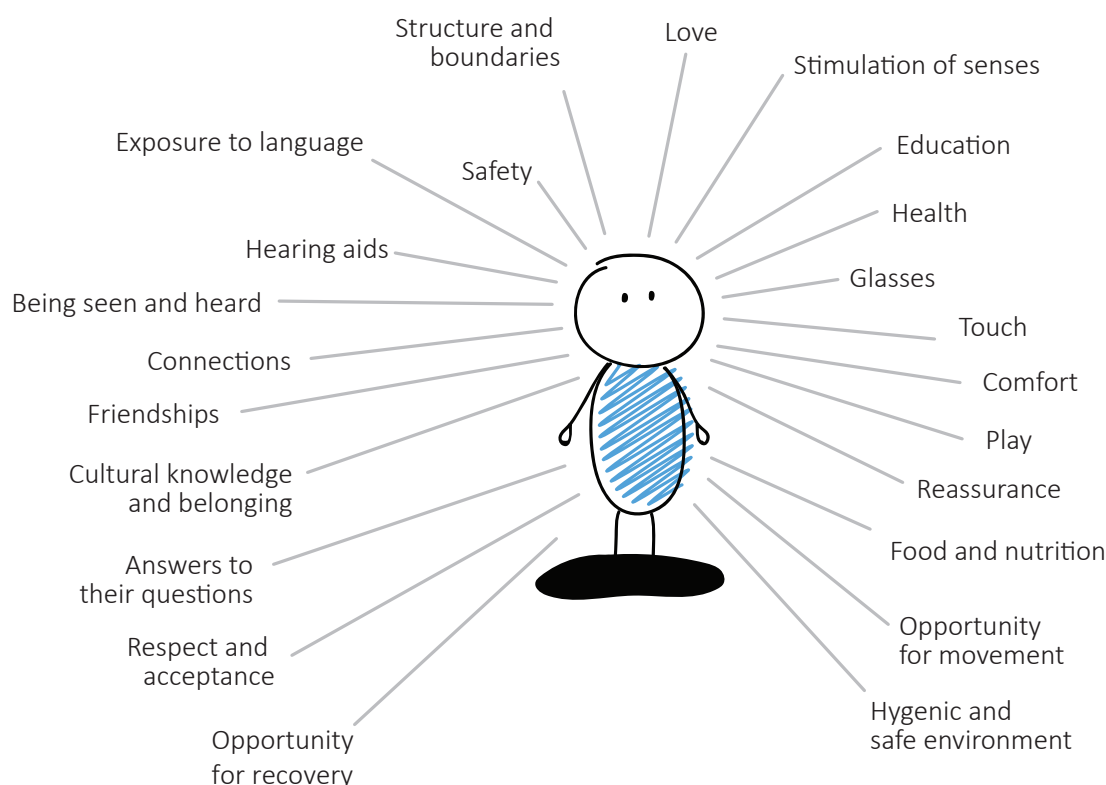 Structure and
boundaries
Love
Stimulation of senses
Exposure to language
Safety
Education
Health
Hearing aids
Glasses
Being seen and heard
Touch
Connections
Comfort
Friendships
Play
Cultural knowledge
and belonging
Reassurance
Answers to
their questions
Food and nutrition
Respect and
acceptance
Opportunity
for movement
Opportunity
for recovery
Hygenic and
safe environment